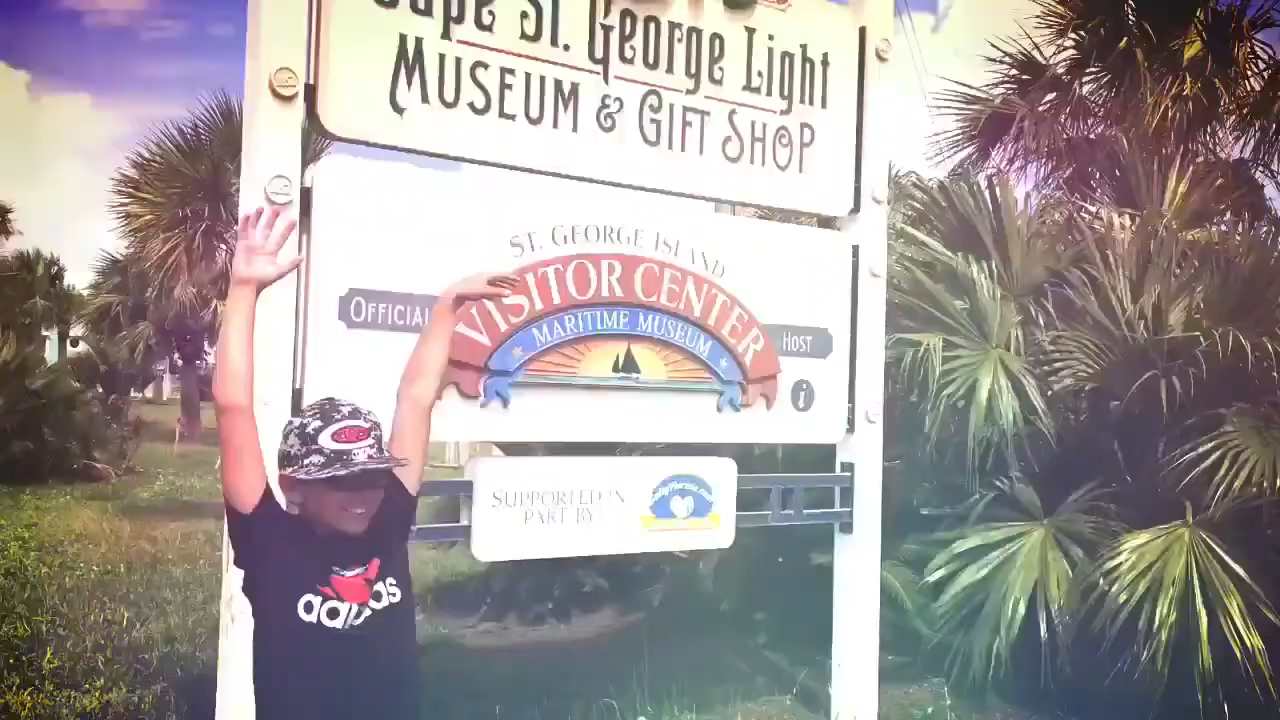 Cape St. George Light
MUSEUM & GIFT SHOP
ST. GEORGE ISLAND
VISITOR CENTER
OFFICIAL
HOST
MARITIME MUSEUM
i
SUPPORTED IN
PART BY
adidas